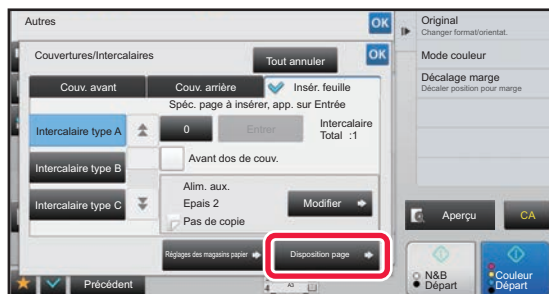 Autres
OK
Couvertures/Intercalaires
Tout annuler
OK
Couv. avant
Couv. arrière
Insér. feuille
Spéc. page à insérer, app. sur Entrée
Intercalaire type A
0
Entrer
Intercalaire
Total :1
Intercalaire type B
Avant dos de couv.
Intercalaire type C
Alim. aux.
Epais 2
Pas de copie
Modifier
Réglages des magasins papier
Disposition page
Précédent
A3
Original
Changer format/orientat.
Mode couleur
Décalage marge
Décaler position pour marge
Aperçu
CA
N&B
Départ
Couleur
Départ